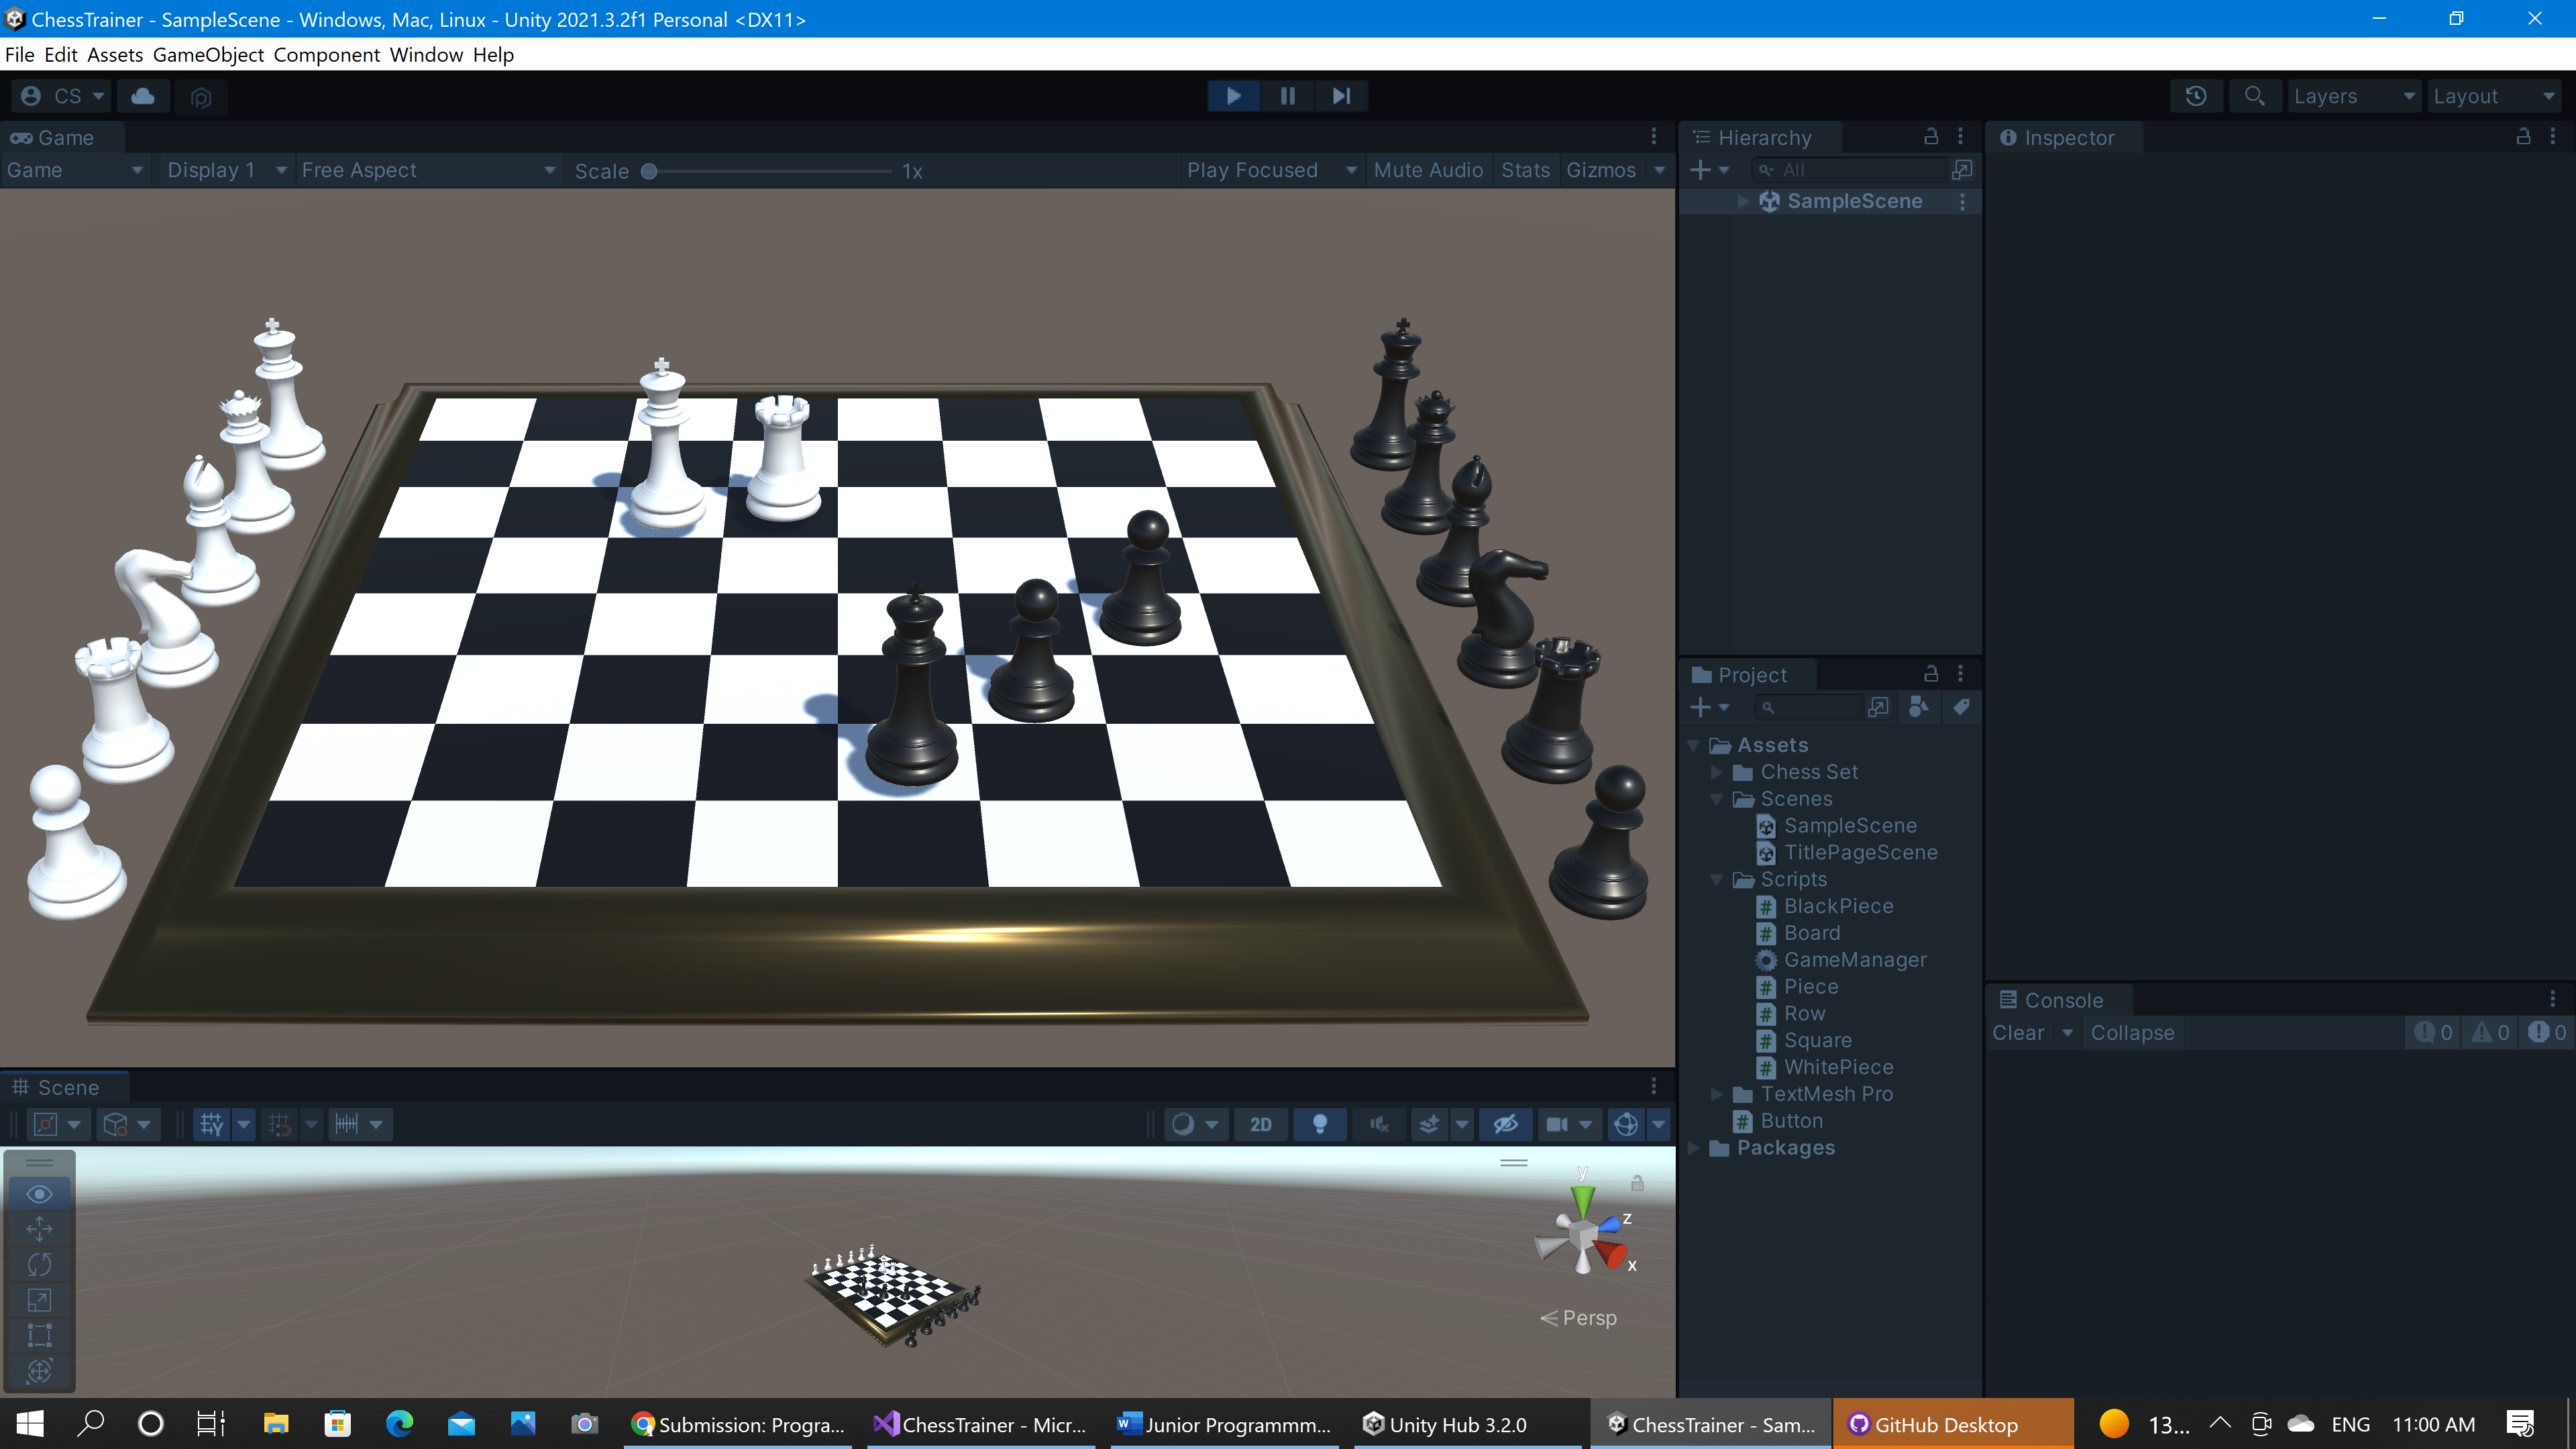 ChessTrainer - SampleScene - Windows, Mac, Linux - Unity 2021.3.2f1 Personal <DX11>
File Edit Assets GameObject Component Window Help
CS
Layers
Layout
Game
Game
Display 1
Free Aspect
Scale
1x
Play Focused
Mute Audio
Stats
Gizmos
Hierarchy
All
SampleScene
Inspector
Project
Assets
Chess Set
Scenes
SampleScene
TitlePageScene
Scripts
BlackPiece
Board
GameManager
Piece
Row
Square
WhitePiece
TextMesh Pro
Button
Packages
Console
Clear
Collapse
0
0
0
Scene
2D
y
z
x
Persp
Submission: Progra...
ChessTrainer - Micr...
Junior Programmm...
Unity Hub 3.2.0
ChessTrainer - Sam...
GitHub Desktop
13...
ENG
11:00 AM